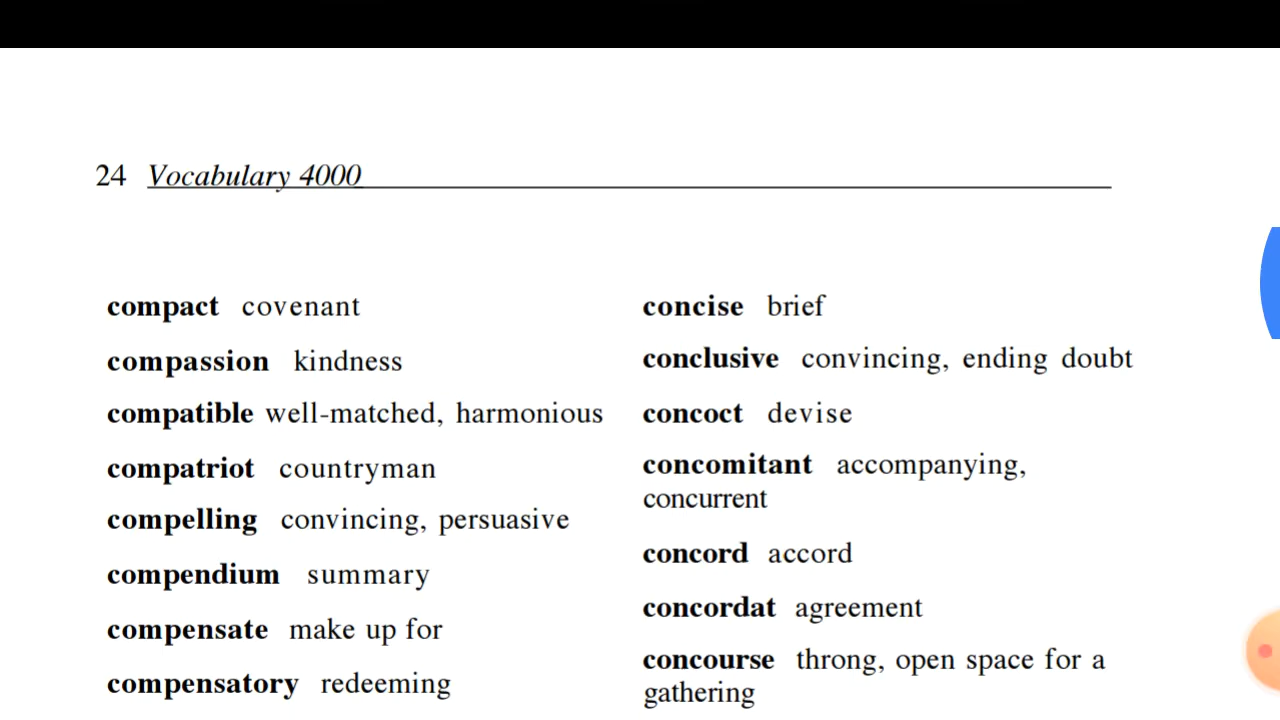 24 Vocabulary 4000
compact covenant
compassion kindness
compatible well-matched, harmonious
compatriot countryman
compelling convincing, persuasive
compendium summary
compensate make up for
compensatory redeeming
concise brief
conclusive convincing, ending doubt
concoct devise
concomitant accompanying,
concurrent
concord accord
concordat agreement
concourse throng, open space for a
gathering